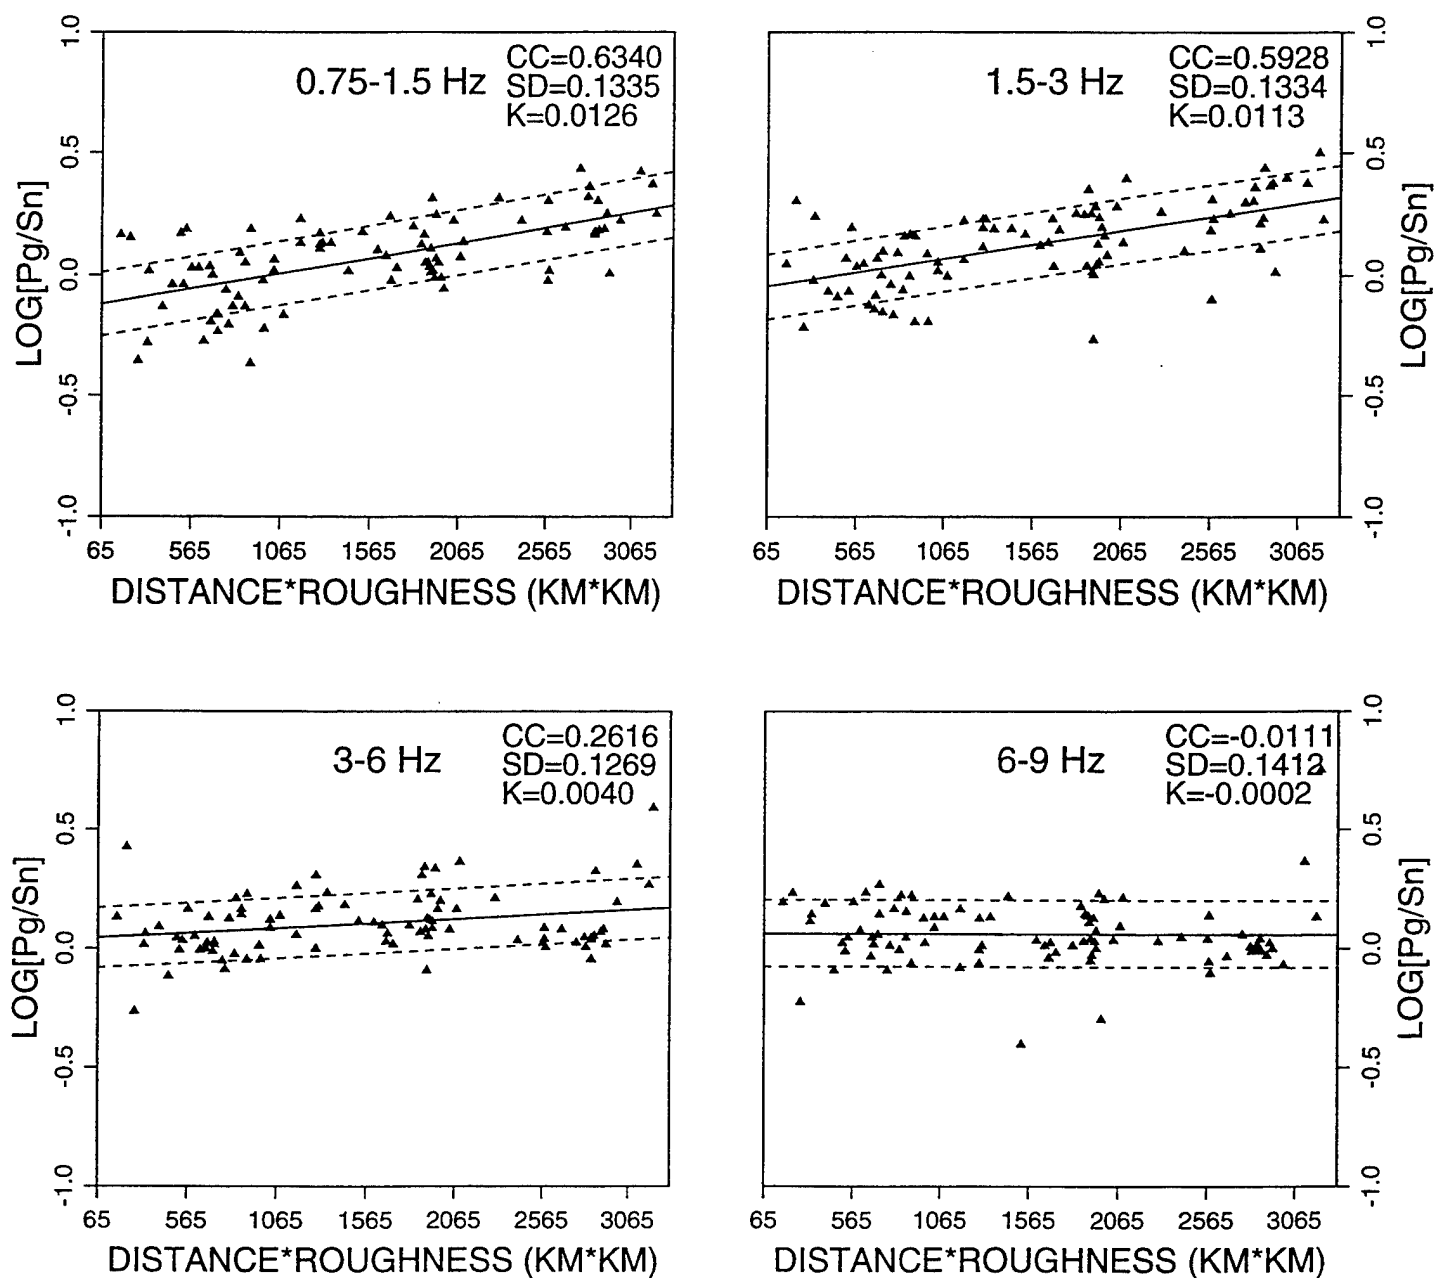 0.75-1.5 Hz
CC=0.6340
SD=0.1335
K=0.0126
LOG[Pg/Sn]
1.0
0.5
0.0
-0.5
-1.0
65 565 1065 1565 2065 2565 3065
DISTANCE*ROUGHNESS (KM*KM)
1.5-3 Hz
CC=0.5928
SD=0.1334
K=0.0113
LOG[Pg/Sn]
1.0
0.5
0.0
-0.5
-1.0
65 565 1065 1565 2065 2565 3065
DISTANCE*ROUGHNESS (KM*KM)
3-6 Hz
CC=0.2616
SD=0.1269
K=0.0040
LOG[Pg/Sn]
1.0
0.5
0.0
-0.5
-1.0
65 565 1065 1565 2065 2565 3065
DISTANCE*ROUGHNESS (KM*KM)
6-9 Hz
CC=-0.0111
SD=0.1412
K=-0.0002
LOG[Pg/Sn]
1.0
0.5
0.0
-0.5
-1.0
65 565 1065 1565 2065 2565 3065
DISTANCE*ROUGHNESS (KM*KM)